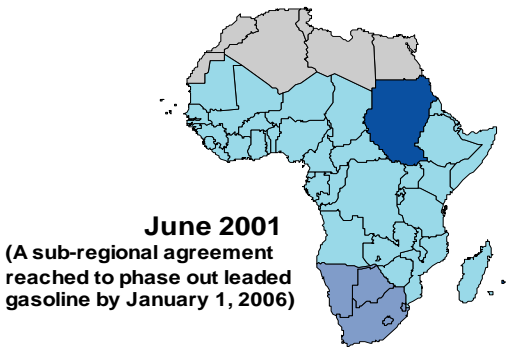 June 2001
(A sub-regional agreement
reached to phase out leaded
gasoline by January 1, 2006)